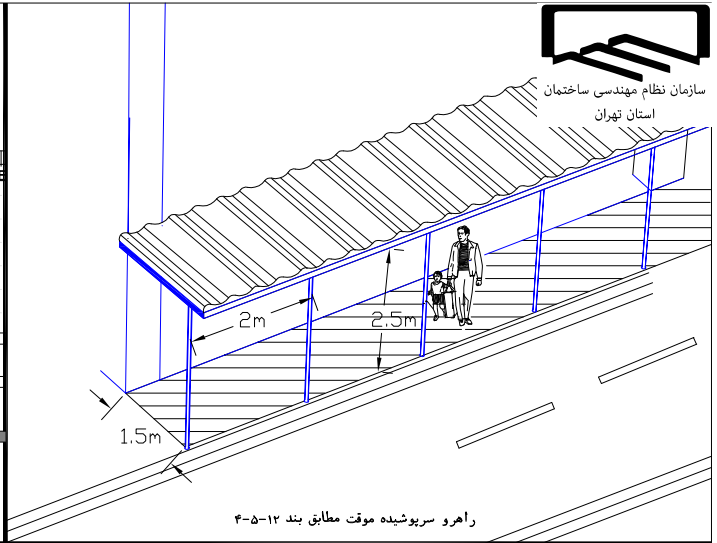 سازمان نظام مهندسی ساختمان
استان تهران
2m
2.5m
1.5m
راهرو سرپوشیده موقت مطابق بند ۱۲-۵-۴